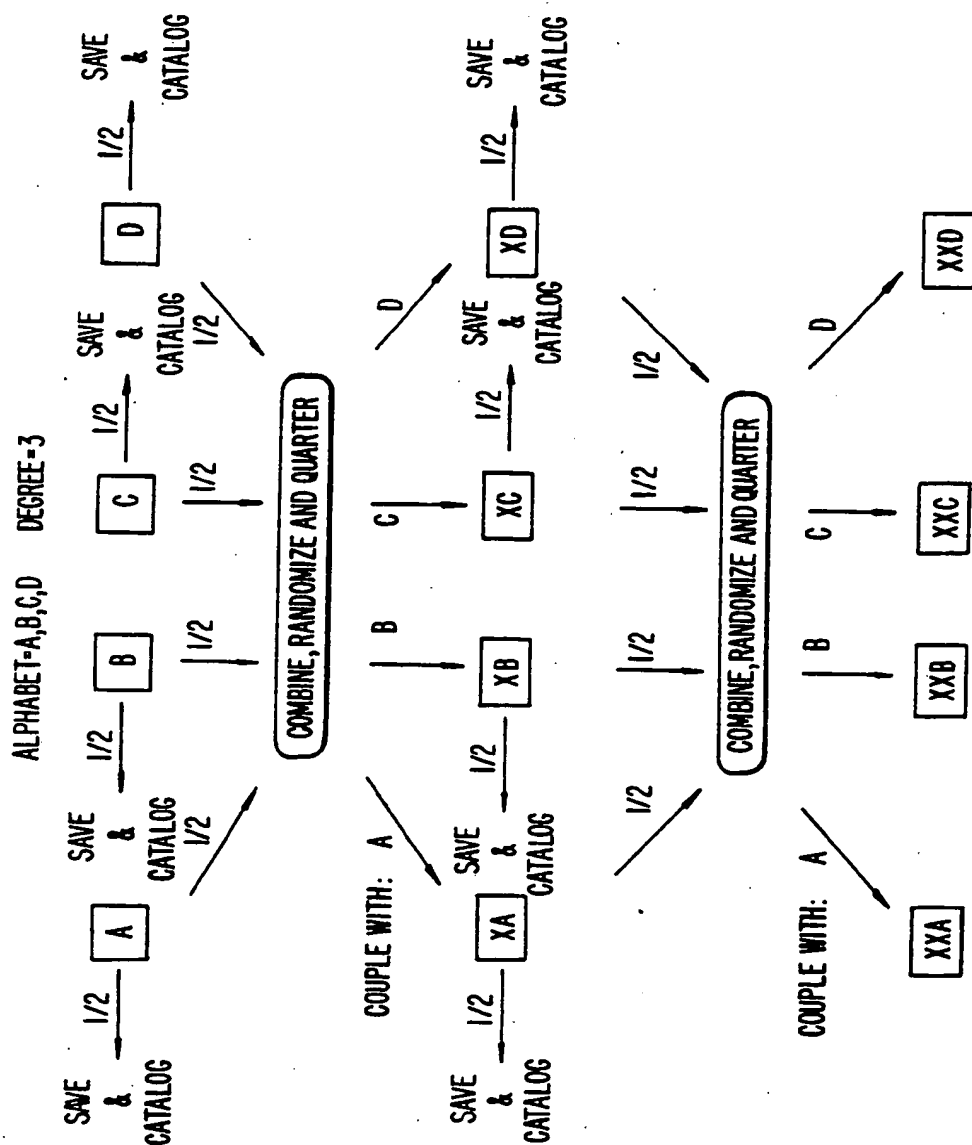 ALPHABET=A,B,C,D DEGREE=3
SAVE
&
CATALOG
1/2
A
1/2
SAVE
&
CATALOG
1/2
B
1/2
C
1/2
SAVE
&
CATALOG
1/2
D
1/2
SAVE
&
CATALOG
1/2
COMBINE, RANDOMIZE AND QUARTER
COUPLE WITH: A
B
C
D
SAVE
&
CATALOG
1/2
XA
SAVE
&
CATALOG
1/2
XB
XC
1/2
SAVE
&
CATALOG
XD
1/2
SAVE
&
CATALOG
1/2
1/2
1/2
1/2
COMBINE, RANDOMIZE AND QUARTER
COUPLE WITH: A
B
C
D
XXA
XXB
XXC
XXD